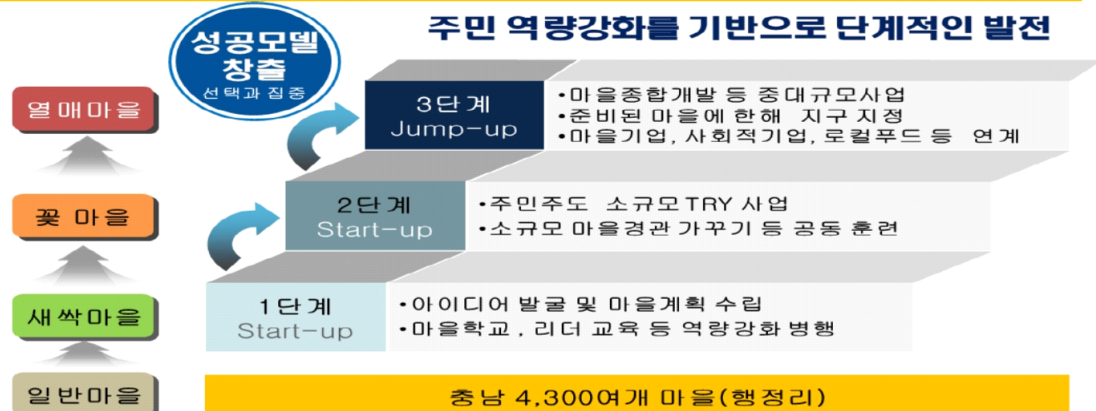 주민 역량강화를 기반으로 단계적인 발전
성공모델
창출
선택과 집중
열매마을
3단계
Jump-up
•마을종합개발 등 중대규모사업
•준비된 마을에 한해 지구 지정
•마을기업, 사회적기업, 로컬푸드 등 연계
꽃 마을
2단계
Start-up
•주민주도 소규모 TRY 사업
•소규모 마을경관 가꾸기 등 공동 훈련
새싹마을
1단계
Start-up
•아이디어 발굴 및 마을계획 수립
•마을학교, 리더 교육 등 역량강화 병행
일반마을
충남 4,300여개 마을(행정리)